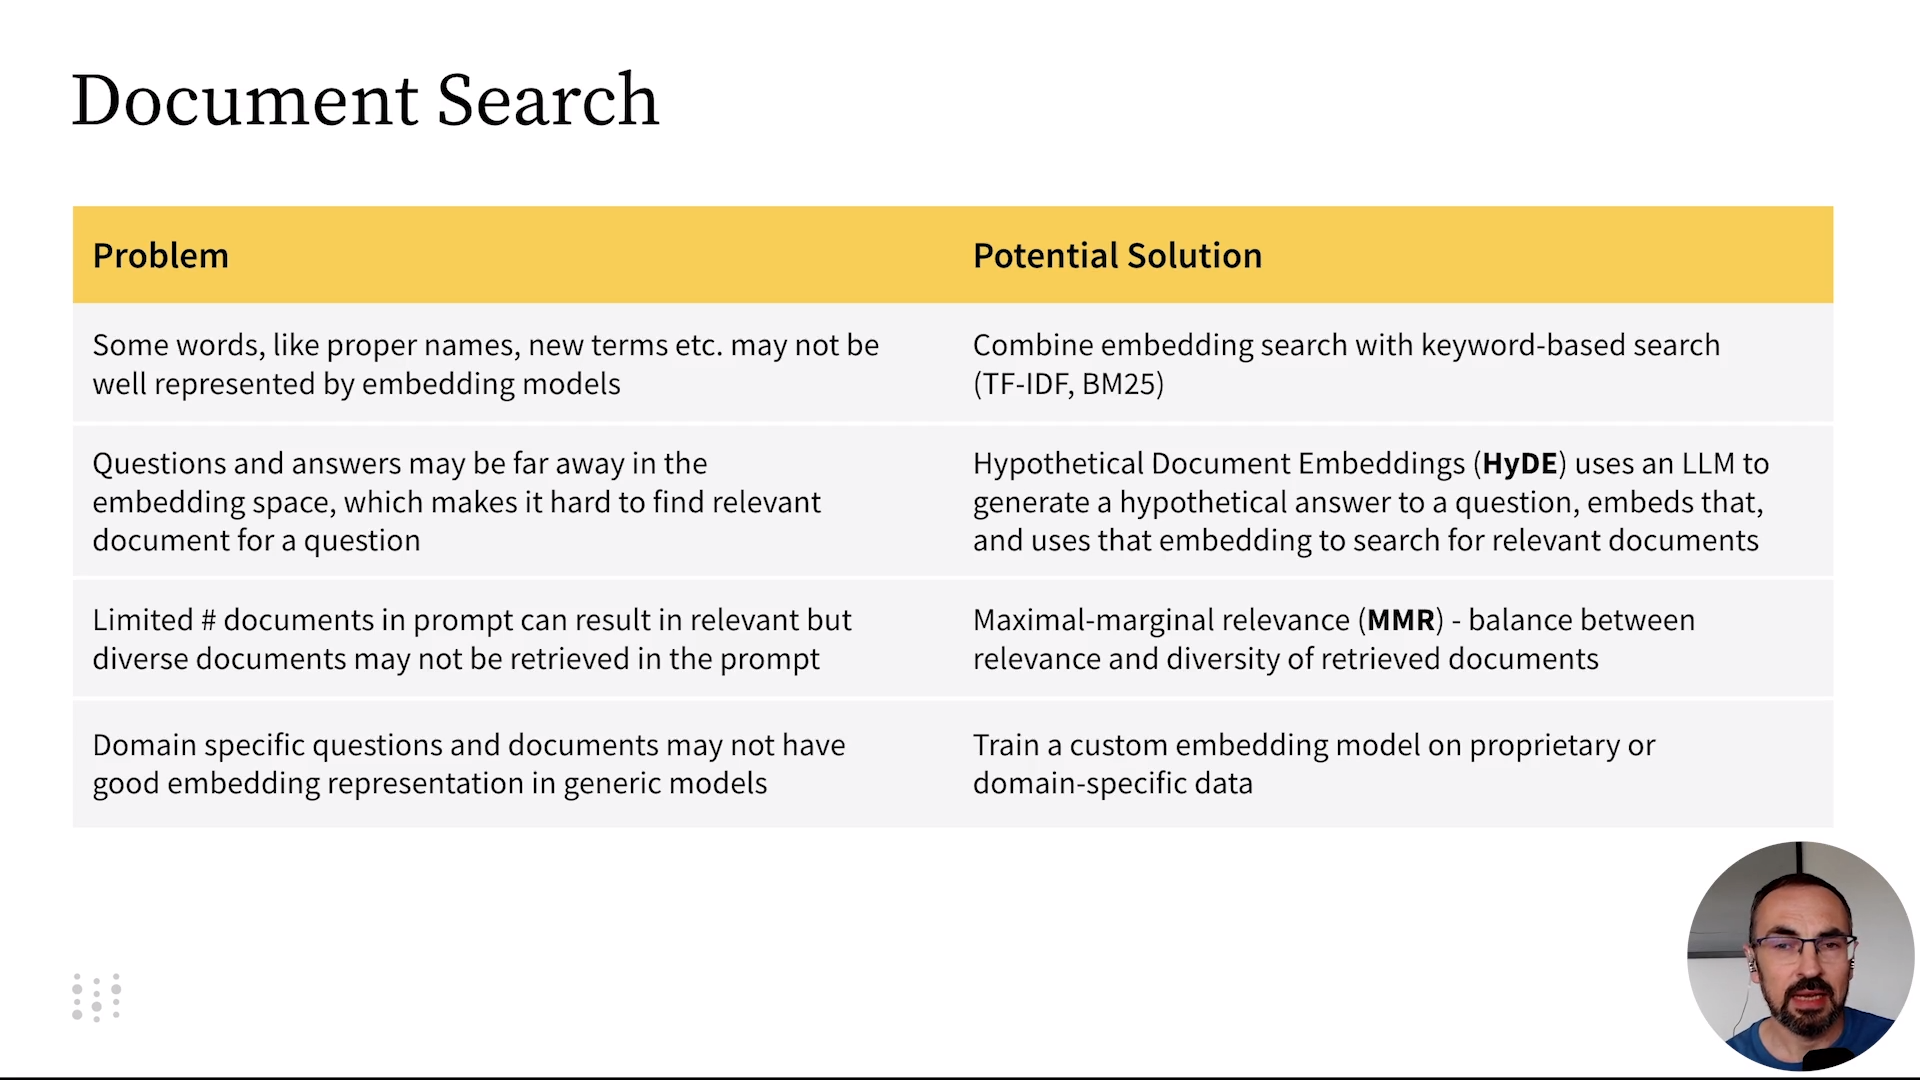 Document Search
Problem
Potential Solution
Some words, like proper names, new terms etc. may not be
well represented by embedding models
Combine embedding search with keyword-based search
(TF-IDF, BM25)
Questions and answers may be far away in the
embedding space, which makes it hard to find relevant
document for a question
Hypothetical Document Embeddings (HyDE) uses an LLM to
generate a hypothetical answer to a question, embeds that,
and uses that embedding to search for relevant documents
Limited # documents in prompt can result in relevant but
diverse documents may not be retrieved in the prompt
Maximal-marginal relevance (MMR) - balance between
relevance and diversity of retrieved documents
Domain specific questions and documents may not have
good embedding representation in generic models
Train a custom embedding model on proprietary or
domain-specific data